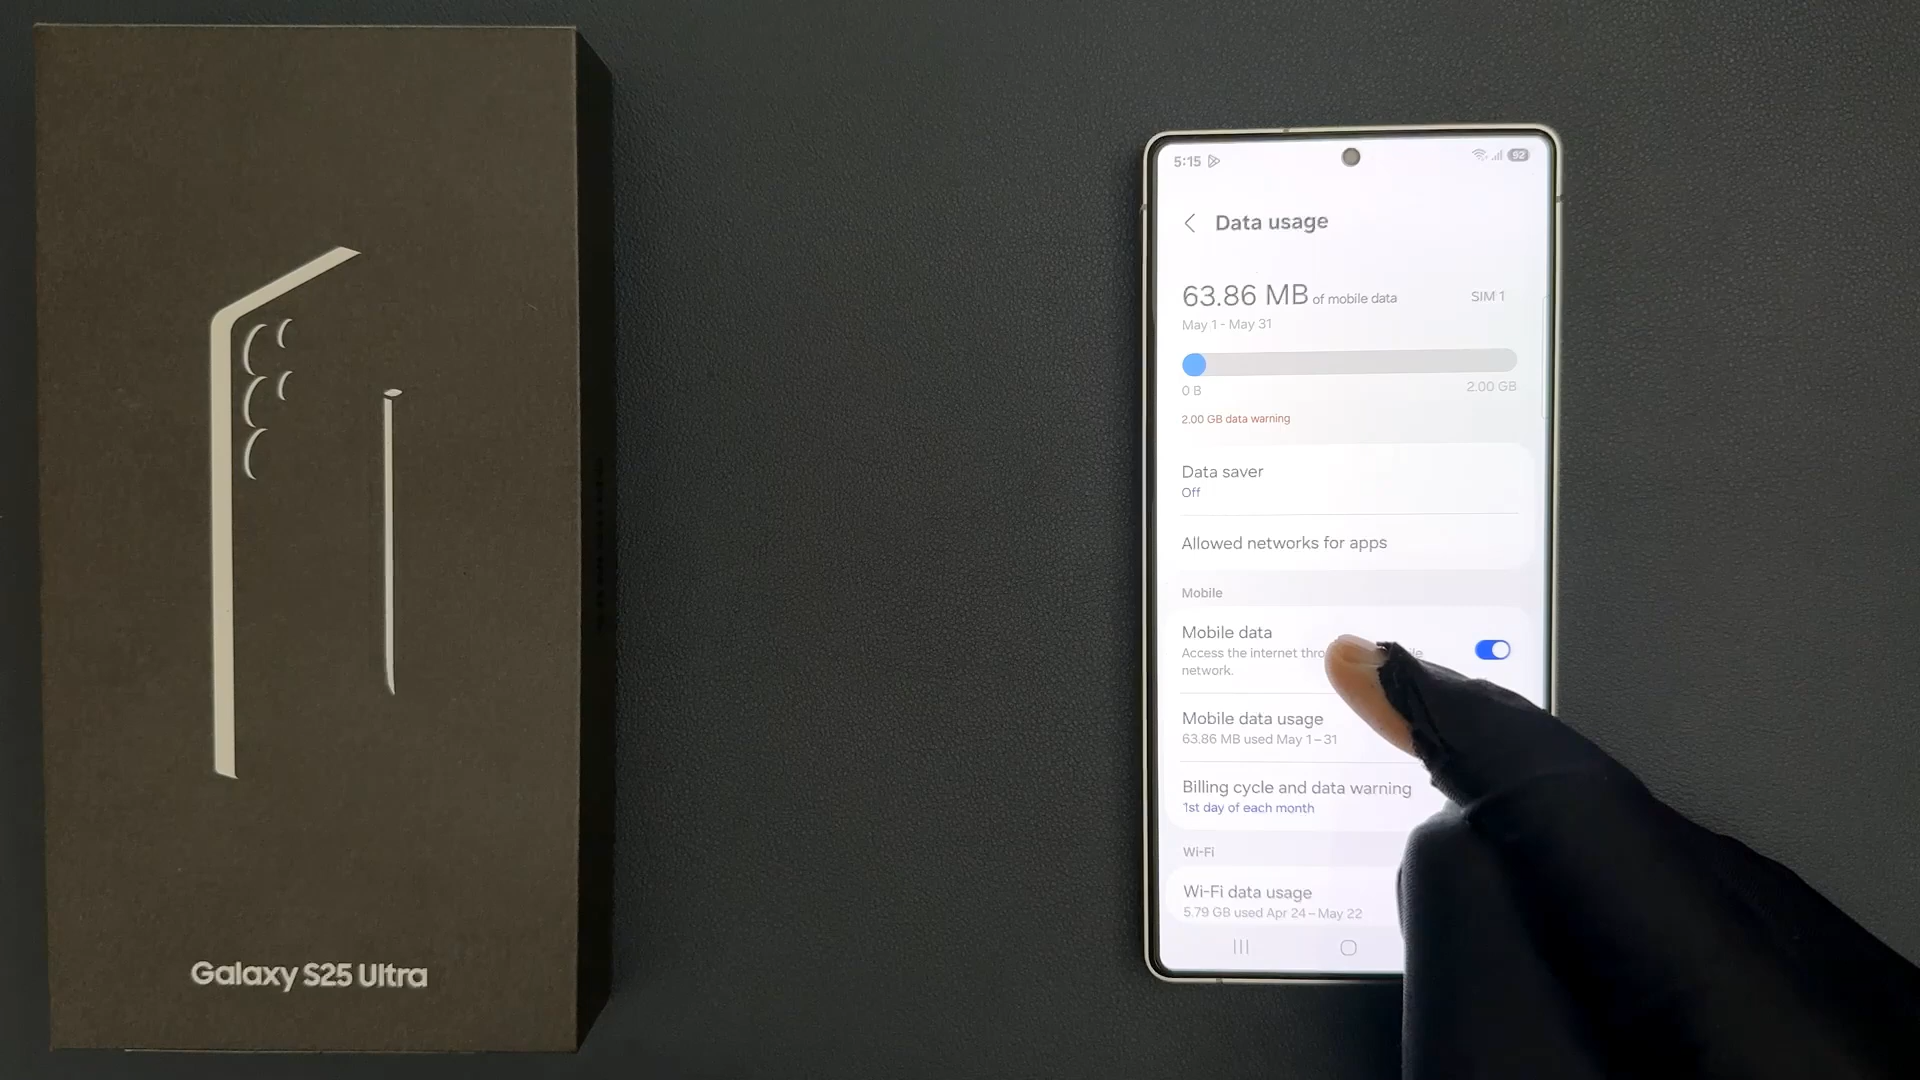 Galaxy S25 Ultra
5:15
92
Data usage
63.86 MB of mobile data
SIM 1
May 1 - May 31
0 B
2.00 GB
2.00 GB data warning
Data saver
Off
Allowed networks for apps
Mobile
Mobile data
Access the internet
network.
Mobile data usage
63.86 MB used May 1–31
Billing cycle and data warning
1st day of each month
Wi-Fi
Wi-Fi data usage
5.79 GB used Apr 24–May 22